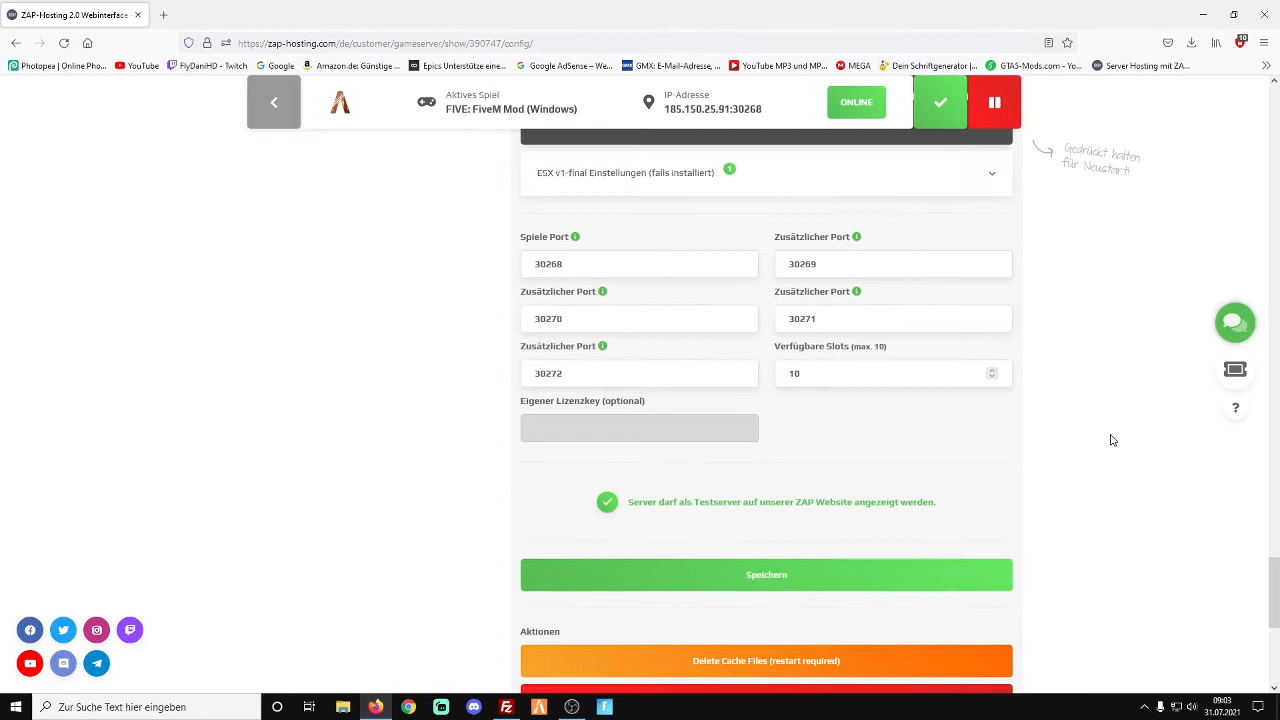 ZAP-Hosting 2.0 Webinterface
https://zap-hosting.com/de/customer/gameserver/show/390747/config/
Photopea | Online Pho...
YouTube
FlyDaniHD - Twitch
Contacts
Google
Amazon.de: Günstige ...
Epics Unterstütze ein...
Google AdSense – We...
GMX: E-Mail-Adresse, ...
YouTube MP3 und MP...
MEGA
Dein Schriftgenerator |...
GTA5-Mods.com - Yo...
Server hosting mit ZA...
10
Aktives Spiel
FIVE: FiveM Mod (Windows)
IP-Adresse
185.150.25.91:30268
ONLINE
Gedrückt halten
für Neustart!
ESX v1-final Einstellungen (falls installiert)
1
Spiele Port
Zusätzlicher Port
30268
30269
Zusätzlicher Port
Zusätzlicher Port
30270
30271
Zusätzlicher Port
Verfügbare Slots (max. 10)
30272
10
Eigener Lizenzkey (optional)
?
Server darf als Testserver auf unserer ZAP Website angezeigt werden.
Speichern
Aktionen
Delete Cache Files (restart required)
Zur Suche Text hier eingeben
09:03
31.07.2021